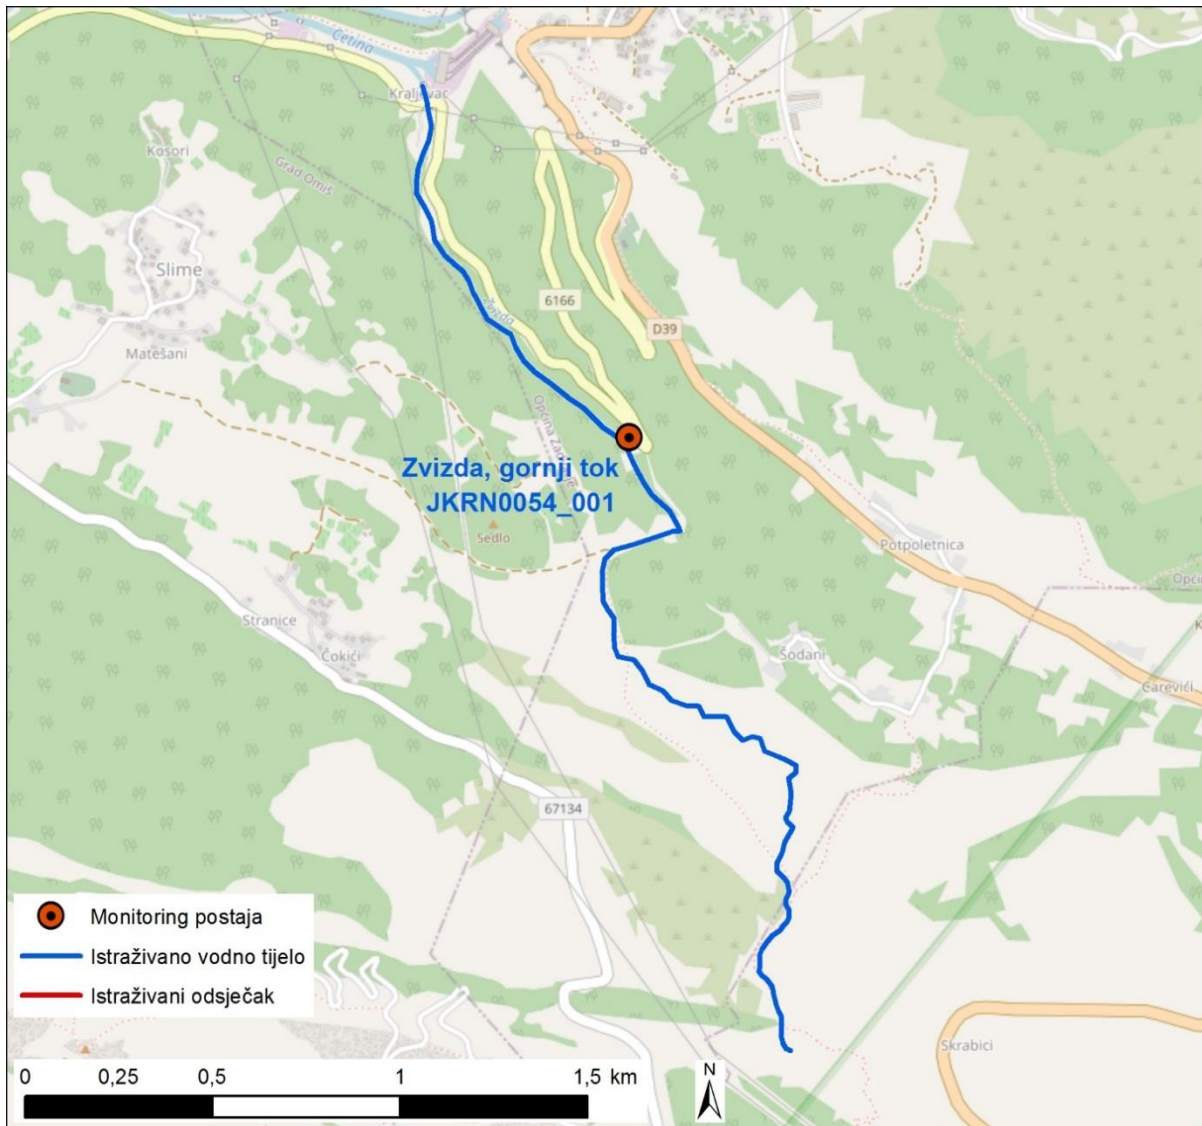 Cetina
Kraljevac
Kosori
Grad Omiš
Slime
Žvizda
6166
D39
Matešani
Općina Zadvarje
Zvizda, gornji tok
JKRN0054_001
Sedlo
Potpoletnica
Stranice
Čokići
Šodani
Carevići
67134
Monitoring postaja
Istraživano vodno tijelo
Istraživani odsječak
Skrabici
0 0,25 0,5 1 1,5 km
N